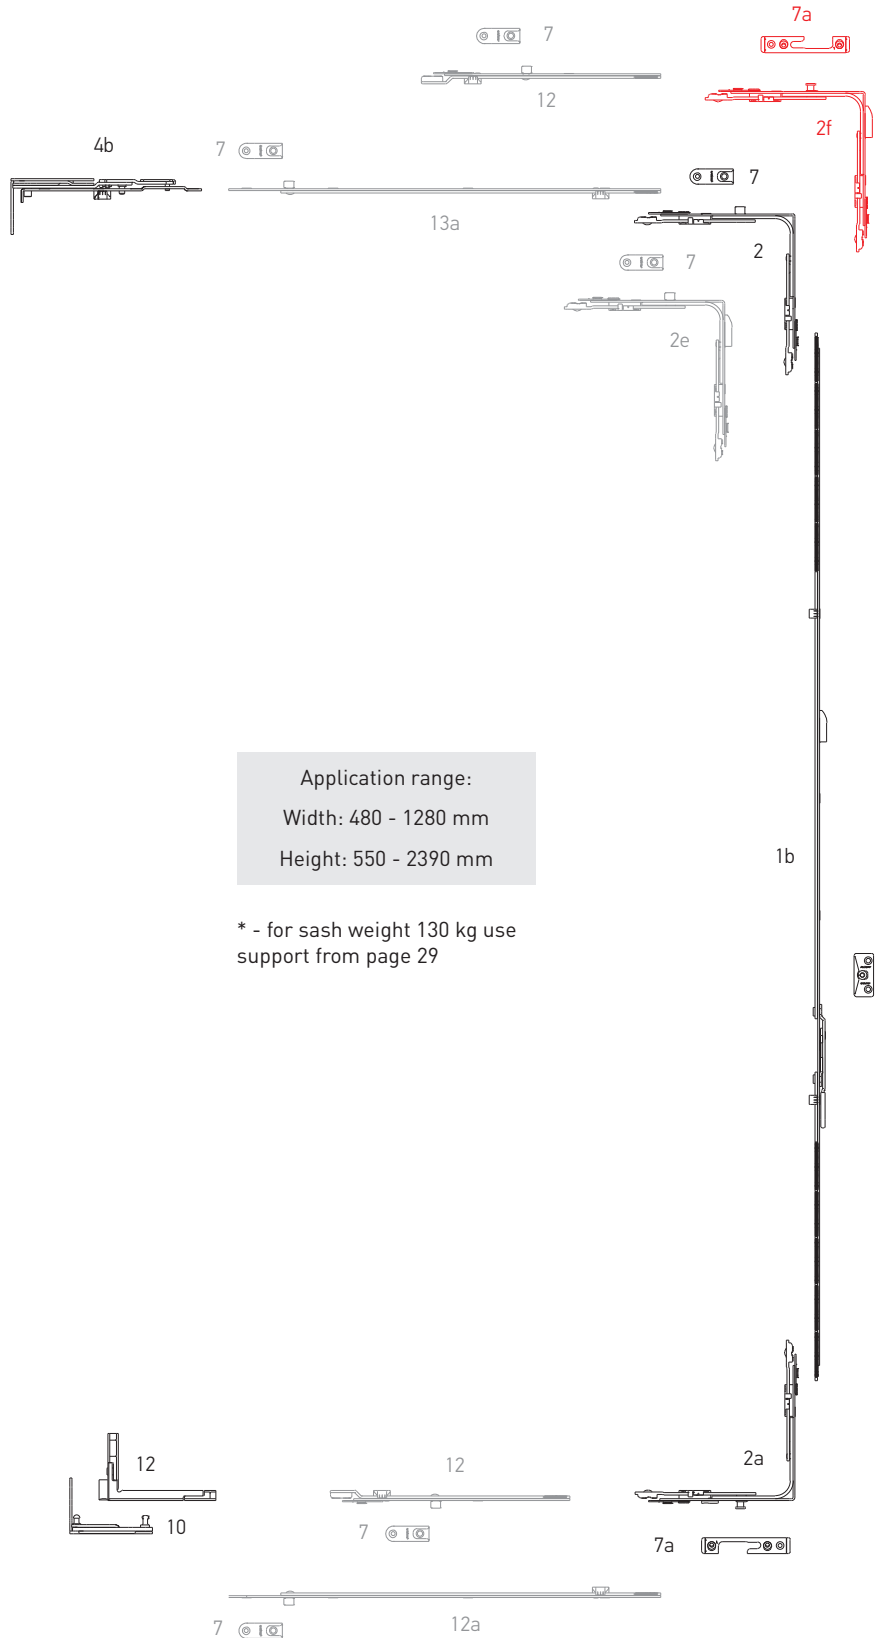 7a
7
12
2f
4b
7
7
13a
2
7
2e
Application range:
Width: 480 - 1280 mm
Height: 550 - 2390 mm
1b
* - for sash weight 130 kg use
support from page 29
12
12
2a
10
7
7a
7
12a